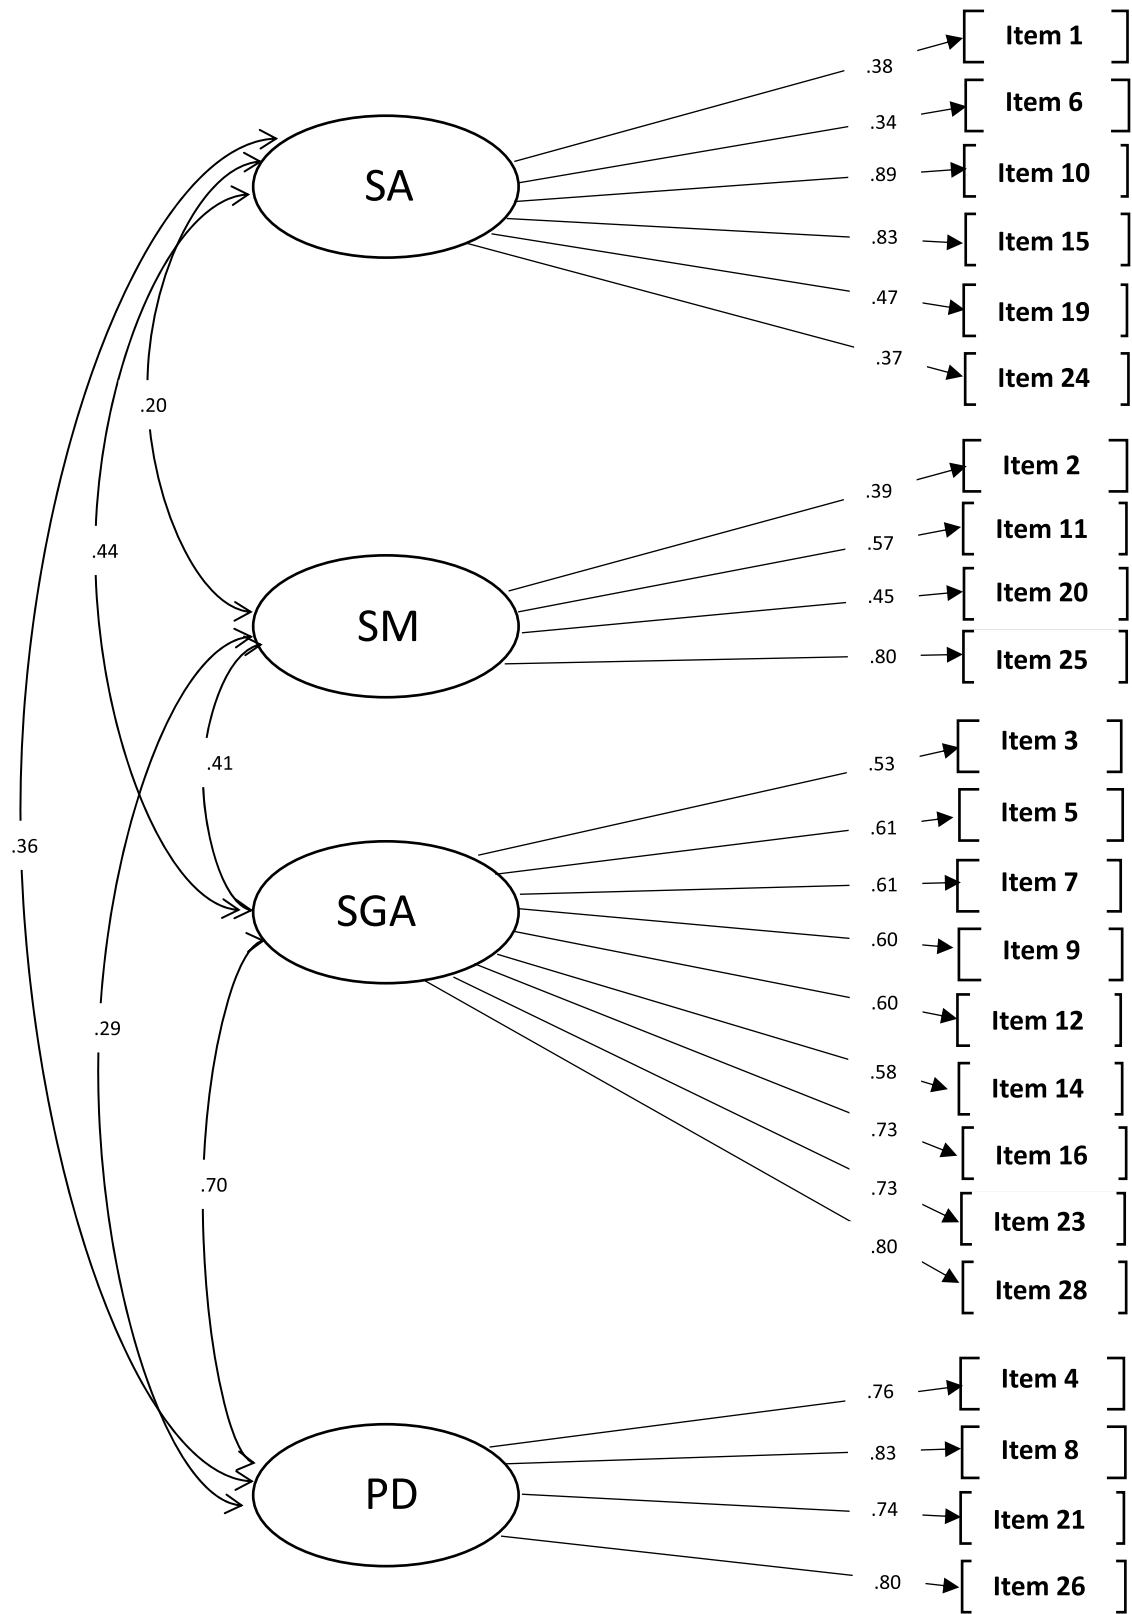 Item 1
.38
Item 6
.34
SA
Item 10
.89
Item 15
.83
Item 19
.47
Item 24
.37
.20
Item 2
.39
Item 11
.57
.44
Item 20
.45
SM
Item 25
.80
Item 3
.53
.41
Item 5
.61
Item 7
.61
.36
SGA
Item 9
.60
Item 12
.60
.29
Item 14
.58
Item 16
.73
.70
Item 23
.73
Item 28
.80
Item 4
.76
Item 8
.83
PD
Item 21
.74
Item 26
.80